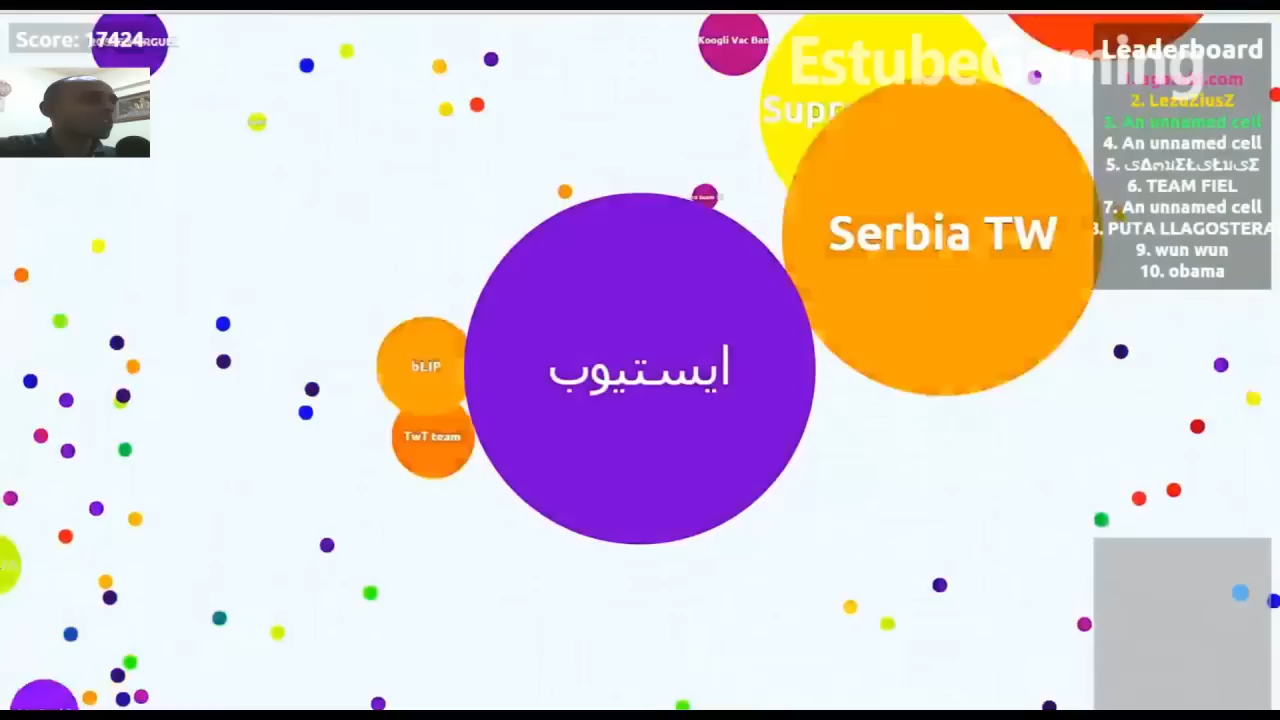 Score: 17424
Koogli Vac Ban
EstubeGaming
Supr
Serbia TW
Leaderboard
2. LezuZiusZ
3. An unnamed cell
4. An unnamed cell
6. TEAM FIEL
7. An unnamed cell
8. PUTA LLAGOSTERA
9. wun wun
10. obama
bLIP
ايستيوب
TwT team